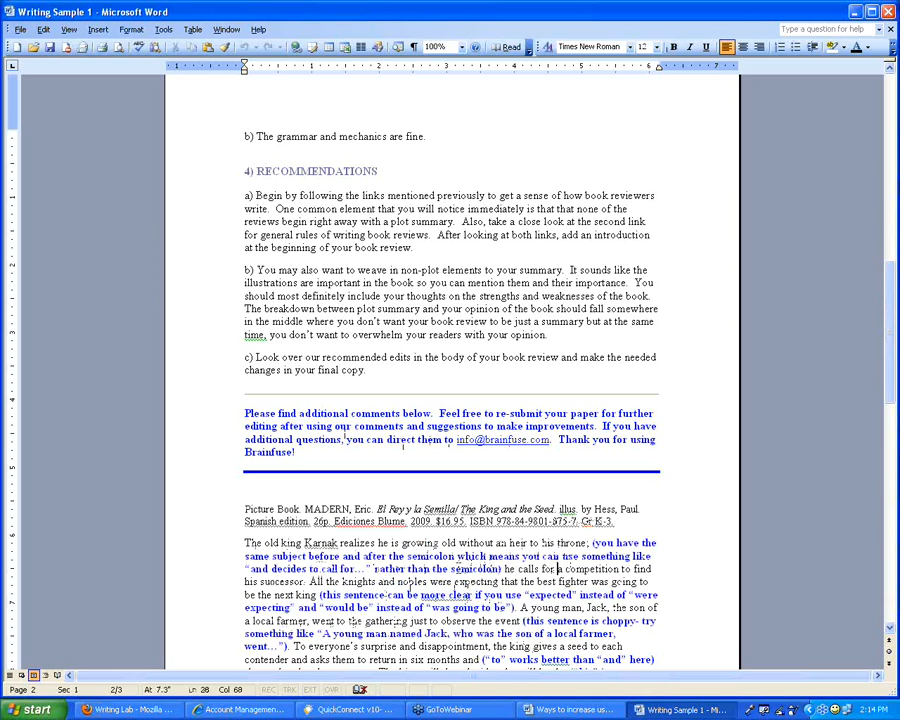 Writing Sample 1 - Microsoft Word
File Edit View Insert Format Tools Table Window Help
Type a question for help
100% Read Times New Roman 12 B I U
b) The grammar and mechanics are fine.
4) RECOMMENDATIONS
a) Begin by following the links mentioned previously to get a sense of how book reviewers
write. One common element that you will notice immediately is that that none of the
reviews begin right away with a plot summary. Also, take a close look at the second link
for general rules of writing book reviews. After looking at both links, add an introduction
at the beginning of your book review.
b) You may also want to weave in non-plot elements to your summary. It sounds like the
illustrations are important in the book so you can mention them and their importance. You
should most definitely include your thoughts on the strengths and weaknesses of the book.
The breakdown between plot summary and your opinion of the book should fall somewhere
in the middle where you don't want your book review to be just a summary but at the same
time, you don't want to overwhelm your readers with your opinion.
c) Look over our recommended edits in the body of your book review and make the needed
changes in your final copy.
Please find additional comments below. Feel free to re-submit your paper for further
editing after using our comments and suggestions to make improvements. If you have
additional questions, you can direct them to info@brainfuse.com. Thank you for using
Brainfuse!
Picture Book. MADERN, Eric. El Rey y la Semilla/ The King and the Seed. illus. by Hess, Paul.
Spanish edition. 26p. Ediciones Blume. 2009. $16.95. ISBN 978-84-9801-375-7. Gr K-3.
The old king Karnak realizes he is growing old without an heir to his throne; (you have the
same subject before and after the semicolon which means you can use something like
"and decides to call for…" rather than the semicolon) he calls for a competition to find
his successor. All the knights and nobles were expecting that the best fighter was going to
be the next king (this sentence can be more clear if you use "expected" instead of "were
expecting" and "would be" instead of "was going to be"). A young man, Jack, the son of
a local farmer, went to the gathering just to observe the event (this sentence is choppy- try
something like "A young man named Jack, who was the son of a local farmer,
went…"). To everyone's surprise and disappointment, the king gives a seed to each
contender and asks them to return in six months and ("to" works better than "and" here)
Page 2 Sec 1 2/3 At 7.3" Ln 28 Col 68 REC TRK EXT OVR
start Writing Lab - Mozilla ... Account Managemen... QuickConnect v10- ... GoToWebinar Ways to increase us... Writing Sample 1 - Mi... 2:14 PM